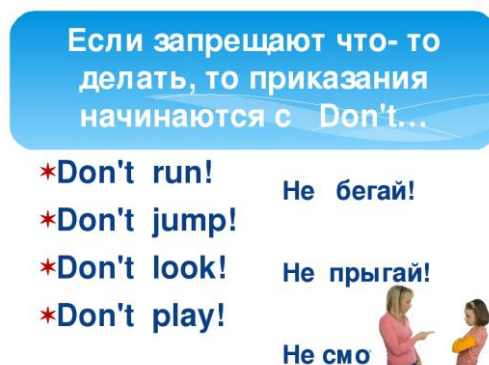 Если запрещают что- то
делать, то приказания
начинаются с Don't...
Don't run!
Don't jump!
Don't look!
Don't play!
Не бегай!
Не прыгай!
Не смо